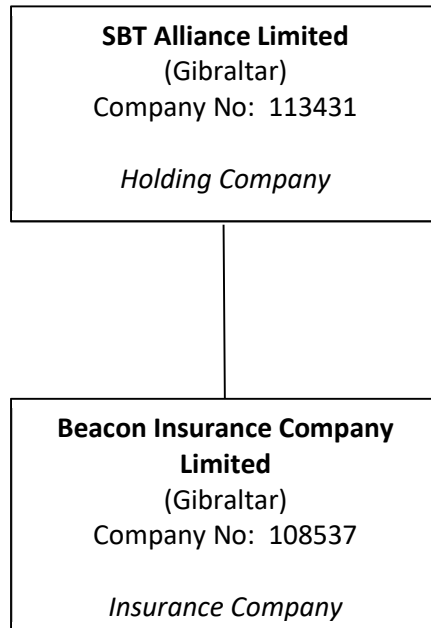 SBT Alliance Limited
(Gibraltar)
Company No: 113431
Holding Company
Beacon Insurance Company
Limited
(Gibraltar)
Company No: 108537
Insurance Company